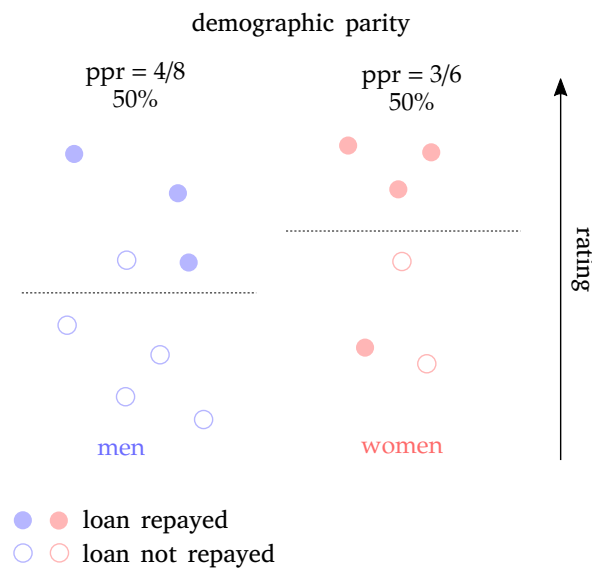 demographic parity
ppr = 4/8
50%
ppr = 3/6
50%
rating
men
women
loan repayed
loan not repayed